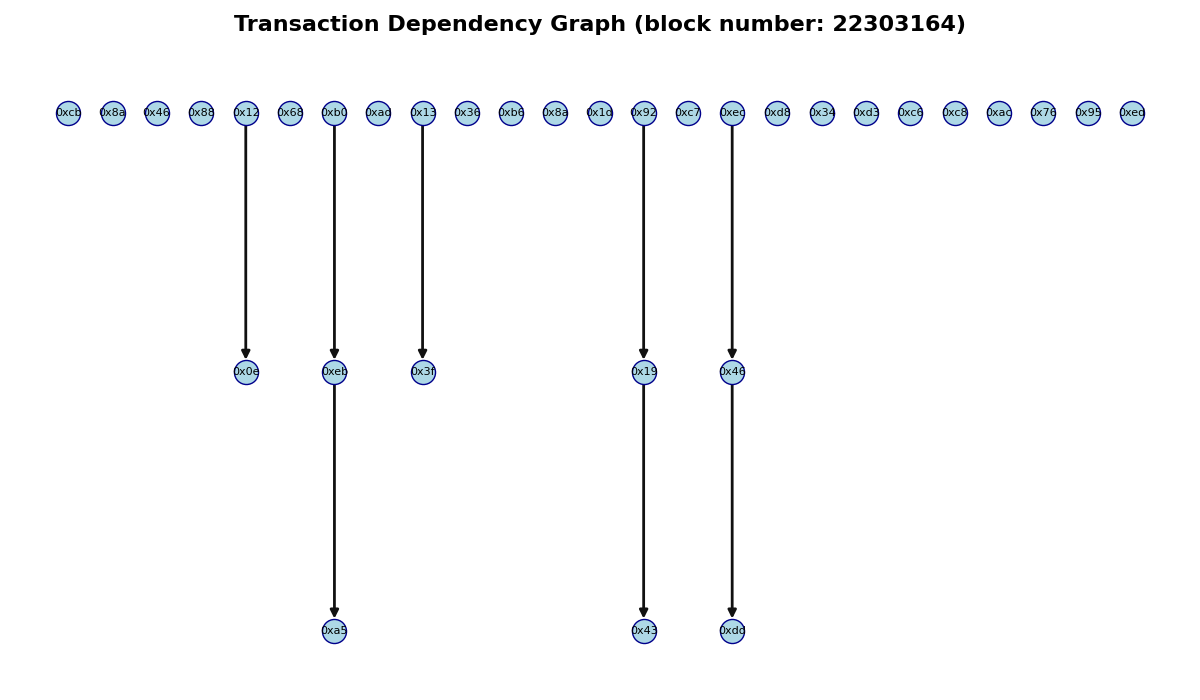 Transaction Dependency Graph (block number: 22303164)
0xcb 0x8a 0x46 0x88 0x12 0x68 0xb0 0xad 0x13 0x36 0xb6 0x8a 0x1d 0x92 0xc7 0xec 0xd8 0x34 0xd3 0xc6 0xc8 0xac 0x76 0x95 0xed
0x0e 0xeb 0x3f 0x19 0x46
0xa5 0x43 0xdd